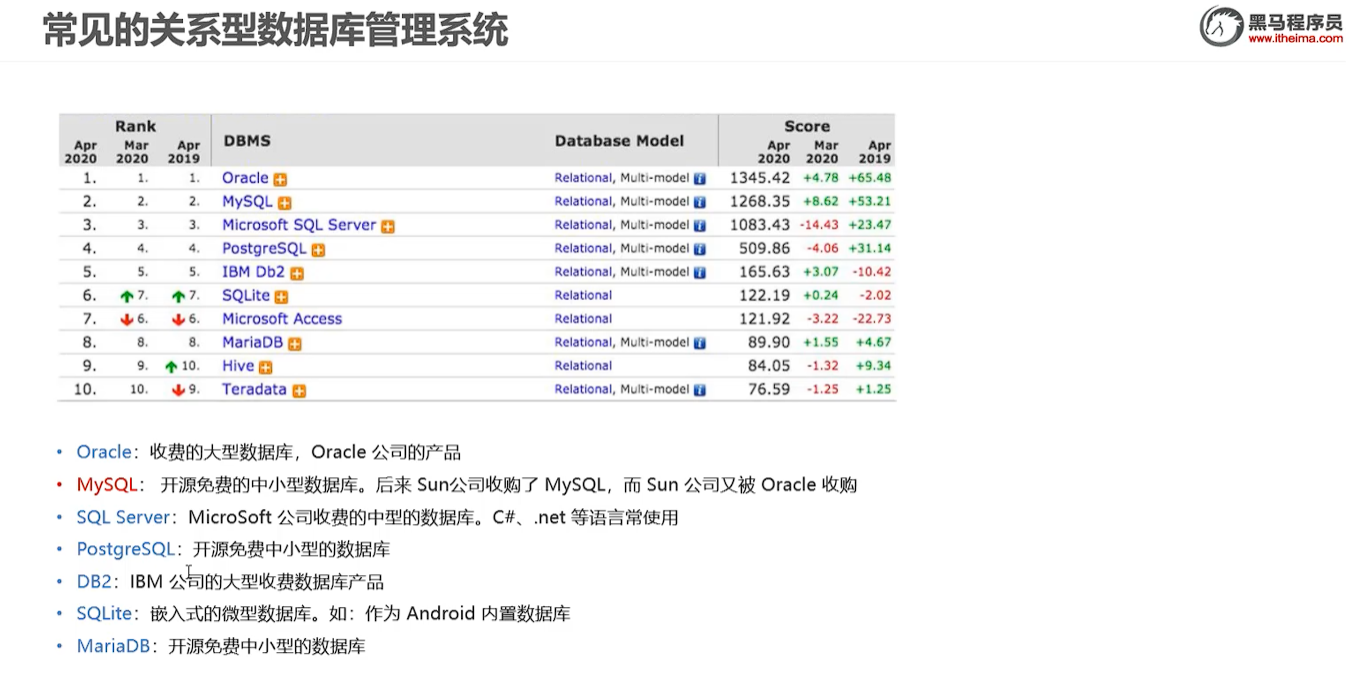 常见的关系型数据库管理系统
黑马程序员
www.itheima.com
Rank Score
DBMS Database Model
Apr 2020 Mar 2020 Apr 2019 Apr 2020 Mar 2020 Apr 2019
1. 1. 1. Oracle Relational, Multi-model 1345.42 +4.78 +65.48
2. 2. 2. MySQL Relational, Multi-model 1268.35 +8.62 +53.21
3. 3. 3. Microsoft SQL Server Relational, Multi-model 1083.43 -14.43 +23.47
4. 4. 4. PostgreSQL Relational, Multi-model 509.86 -4.06 +31.14
5. 5. 5. IBM Db2 Relational, Multi-model 165.63 +3.07 -10.42
6. 7. 7. SQLite Relational 122.19 +0.24 -2.02
7. 6. 6. Microsoft Access Relational 121.92 -3.22 -22.73
8. 8. 8. MariaDB Relational, Multi-model 89.90 +1.55 +4.67
9. 9. 10. Hive Relational 84.05 -1.32 +9.34
10. 10. 9. Teradata Relational, Multi-model 76.59 -1.25 +1.25
• Oracle：收费的大型数据库，Oracle 公司的产品
• MySQL： 开源免费的中小型数据库。后来 Sun公司收购了 MySQL，而 Sun 公司又被 Oracle 收购
• SQL Server：MicroSoft 公司收费的中型的数据库。C#、.net 等语言常使用
• PostgreSQL：开源免费中小型的数据库
• DB2：IBM 公司的大型收费数据库产品
• SQLite：嵌入式的微型数据库。如：作为 Android 内置数据库
• MariaDB：开源免费中小型的数据库